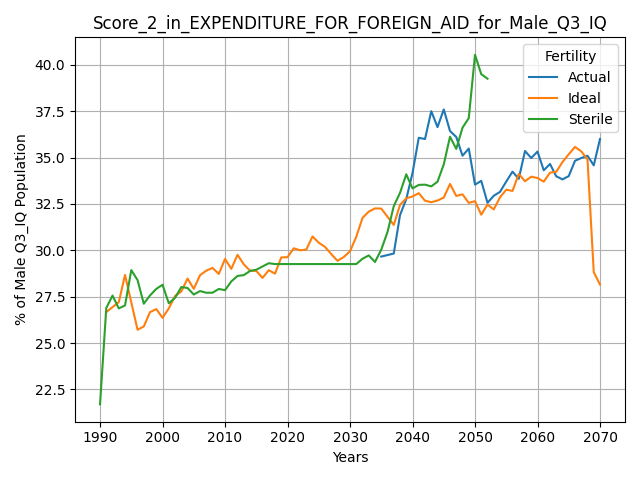 Score_2_in_EXPENDITURE_FOR_FOREIGN_AID_for_Male_Q3_IQ
Fertility
Actual
Ideal
Sterile
% of Male Q3_IQ Population
40.0
37.5
35.0
32.5
30.0
27.5
25.0
22.5
1990 2000 2010 2020 2030 2040 2050 2060 2070
Years